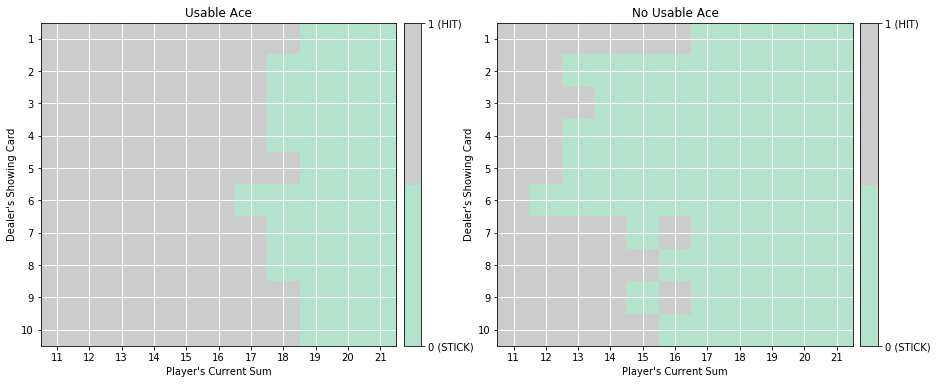 Usable Ace
1 (HIT)
1
2
3
4
5
6
7
8
9
10
Dealer's Showing Card
0 (STICK)
11 12 13 14 15 16 17 18 19 20 21
Player's Current Sum
No Usable Ace
1 (HIT)
1
2
3
4
5
6
7
8
9
10
Dealer's Showing Card
0 (STICK)
11 12 13 14 15 16 17 18 19 20 21
Player's Current Sum